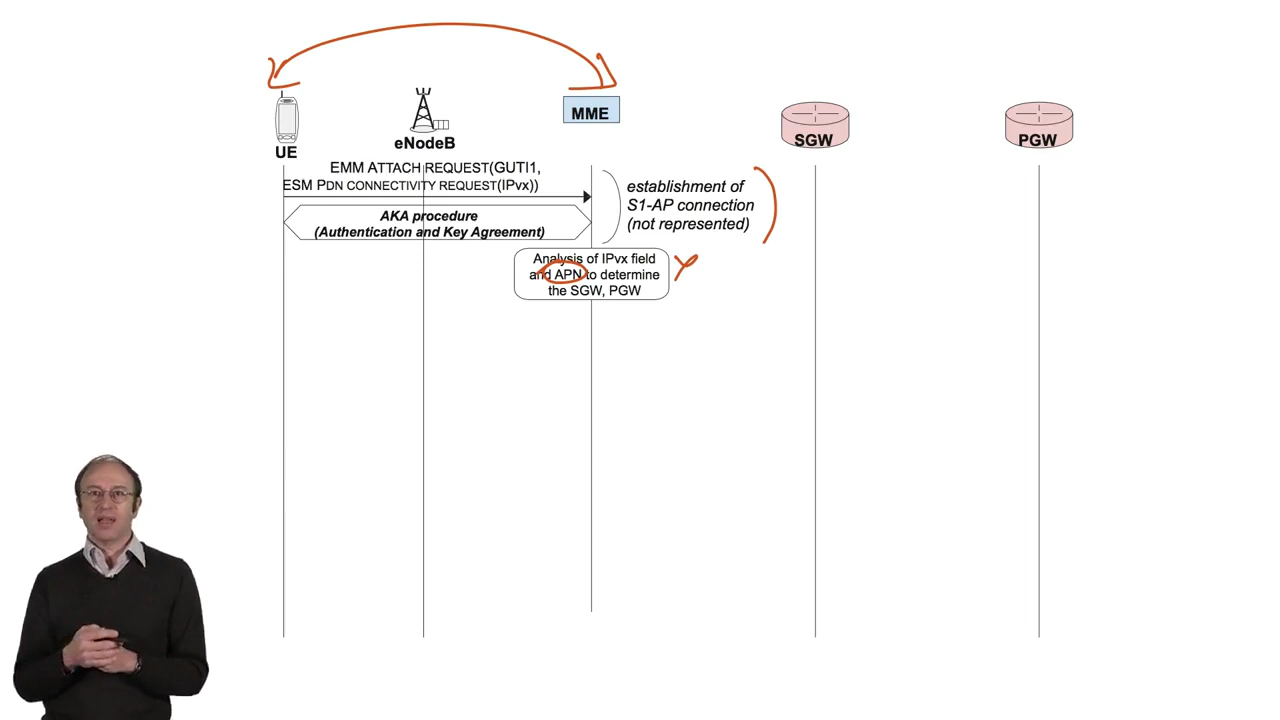 UE
eNodeB
MME
SGW
PGW
EMM ATTACH REQUEST(GUTI1,
ESM PDN CONNECTIVITY REQUEST(IPvx))
AKA procedure
(Authentication and Key Agreement)
establishment of
S1-AP connection
(not represented)
Analysis of IPvx field
and APN to determine
the SGW, PGW